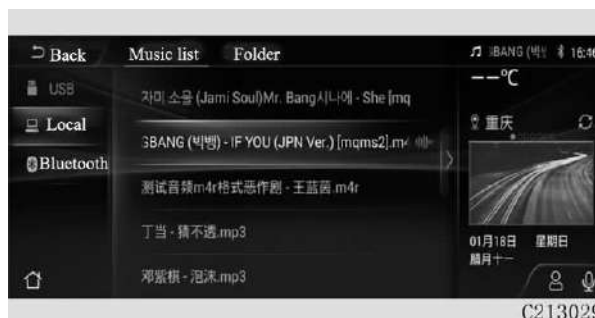 Back
Music list Folder
BANG (빅
16:46
USB
Local
Bluetooth
자미 소울 (Jami Soul)Mr. Bang시나에 - She [mq
GBANG (빅뱅) - IF YOU (JPN Ver.) [mqms2].m4
测试音频m4r格式恶作剧 - 王蓝茵.m4r
丁当 - 猜不透.mp3
邓紫棋 - 泡沫.mp3
--°C
重庆
01月18日 星期日
腊月十一
C213029